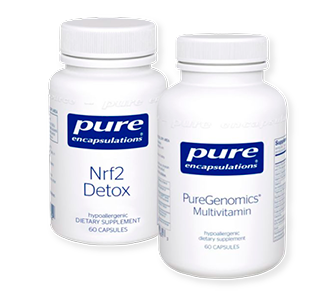 pure
encapsulations®
Nrf2
Detox
hypoallergenic
DIETARY SUPPLEMENT
60 CAPSULES
pure
encapsulations®
PureGenomics™
Multivitamin
hypoallergenic
dietary supplement
60 CAPSULES